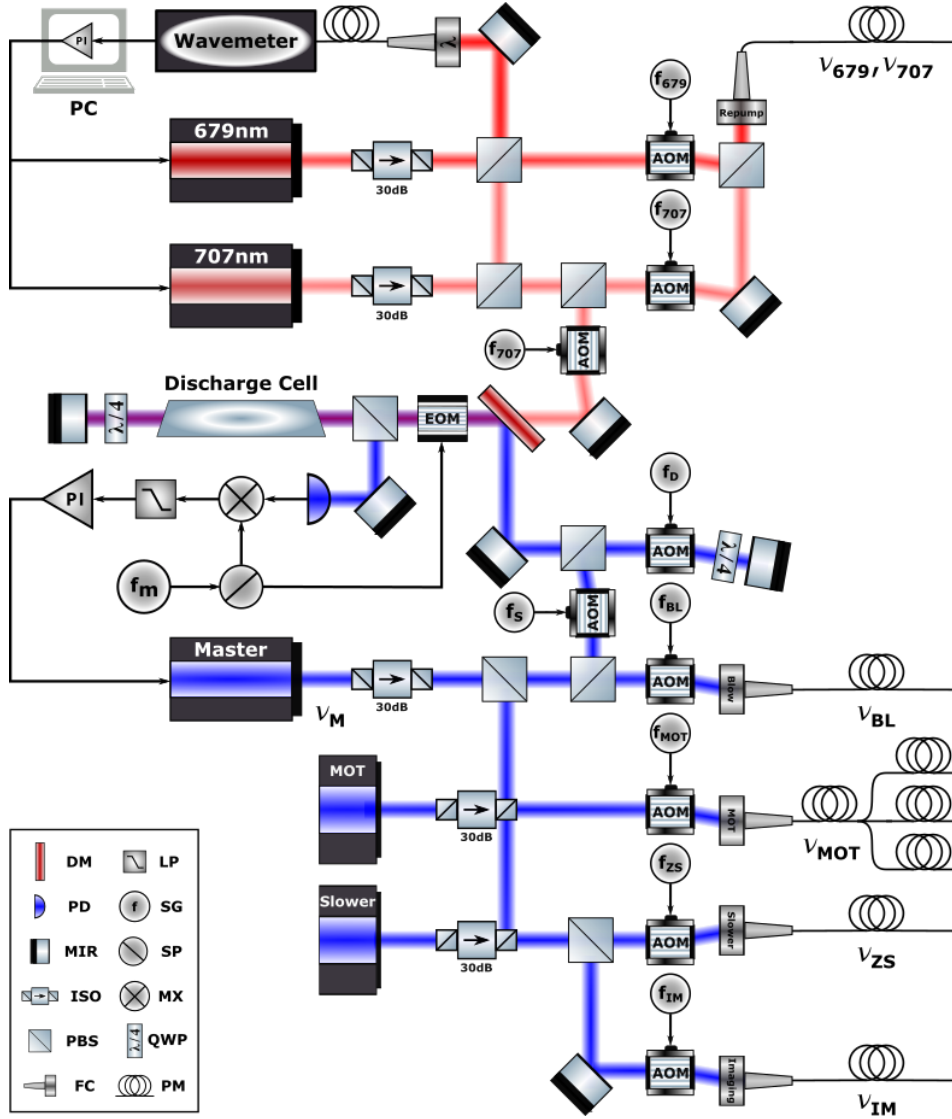 PI
Wavemeter
λ
PC
f679
ν679, ν707
Repump
679nm
30dB
AOM
f707
707nm
30dB
AOM
f707
AOM
Discharge Cell
λ/4
EOM
PI
fm
fD
AOM
λ/4
fS
AOM
fBL
Master
νM
30dB
AOM
Blow
νBL
fMOT
MOT
30dB
AOM
MOT
νMOT
fZS
Slower
30dB
AOM
Slower
νZS
fIM
AOM
Imaging
νIM
DM
LP
PD
f
SG
MIR
SP
ISO
MX
PBS
λ/4
QWP
FC
PM